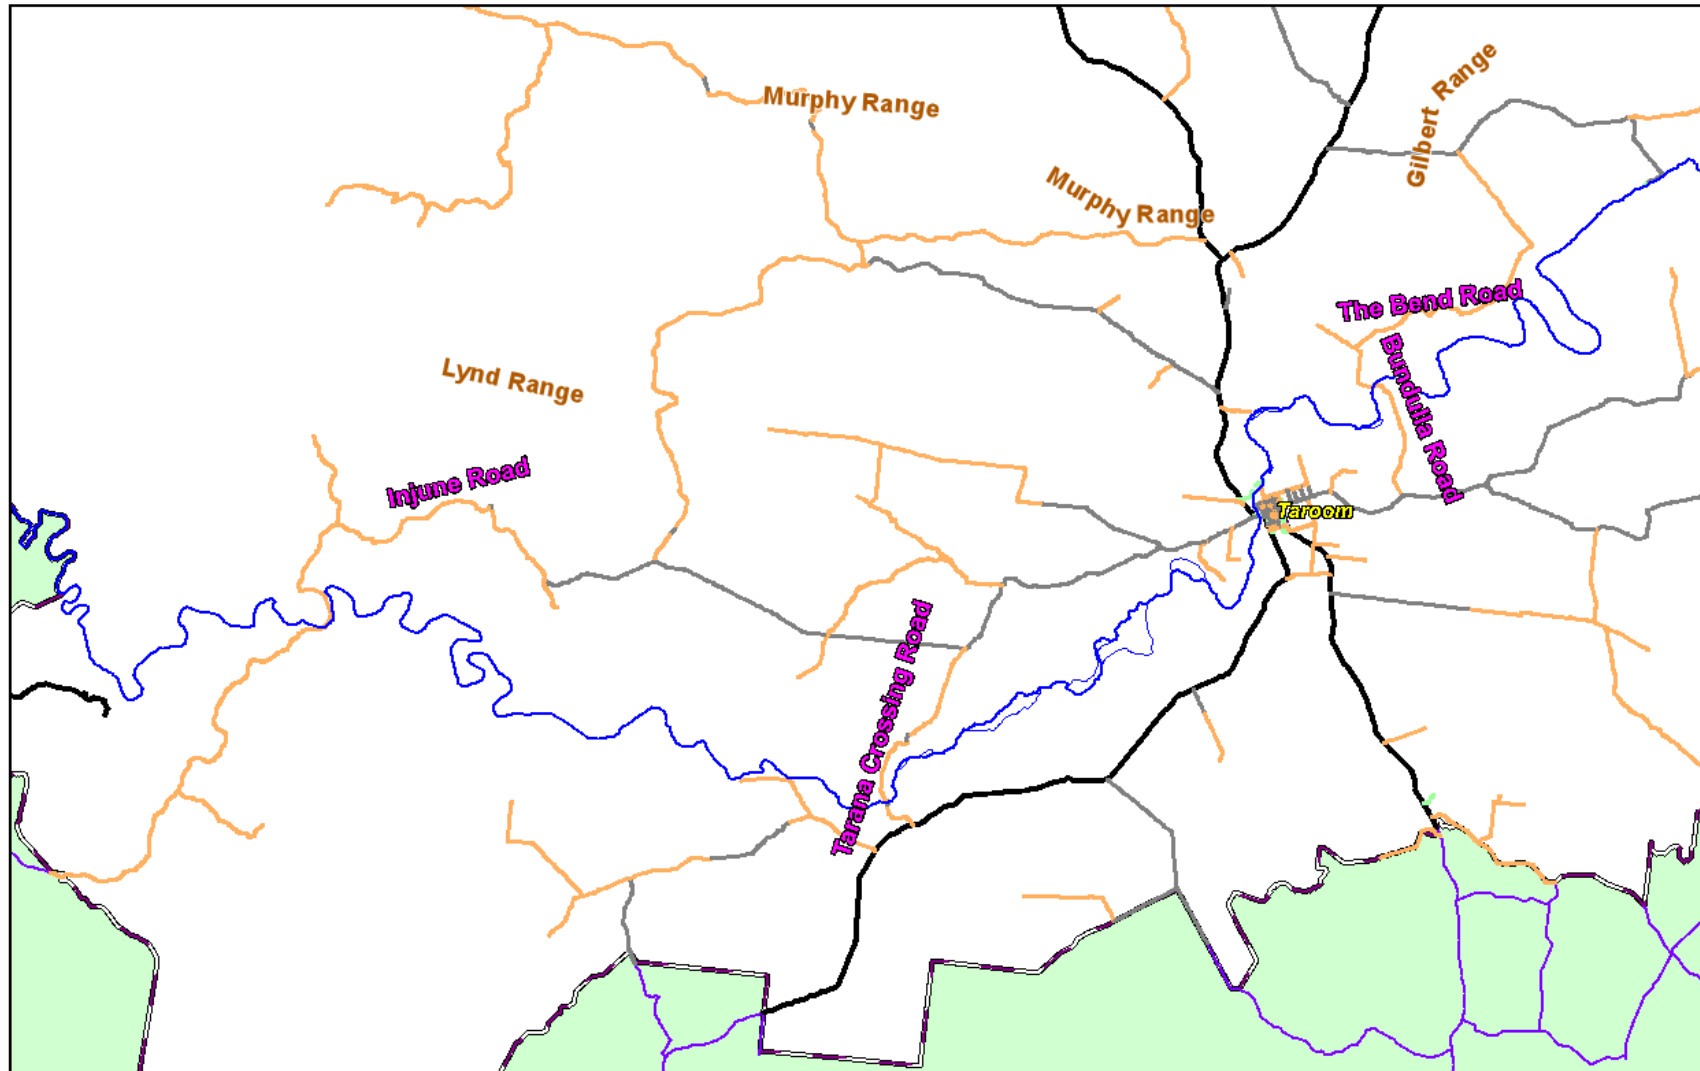 Murphy Range
Gilbert Range
Murphy Range
The Bend Road
Lynd Range
Bundulla Road
Injune Road
Taroom
Tarana Crossing Road